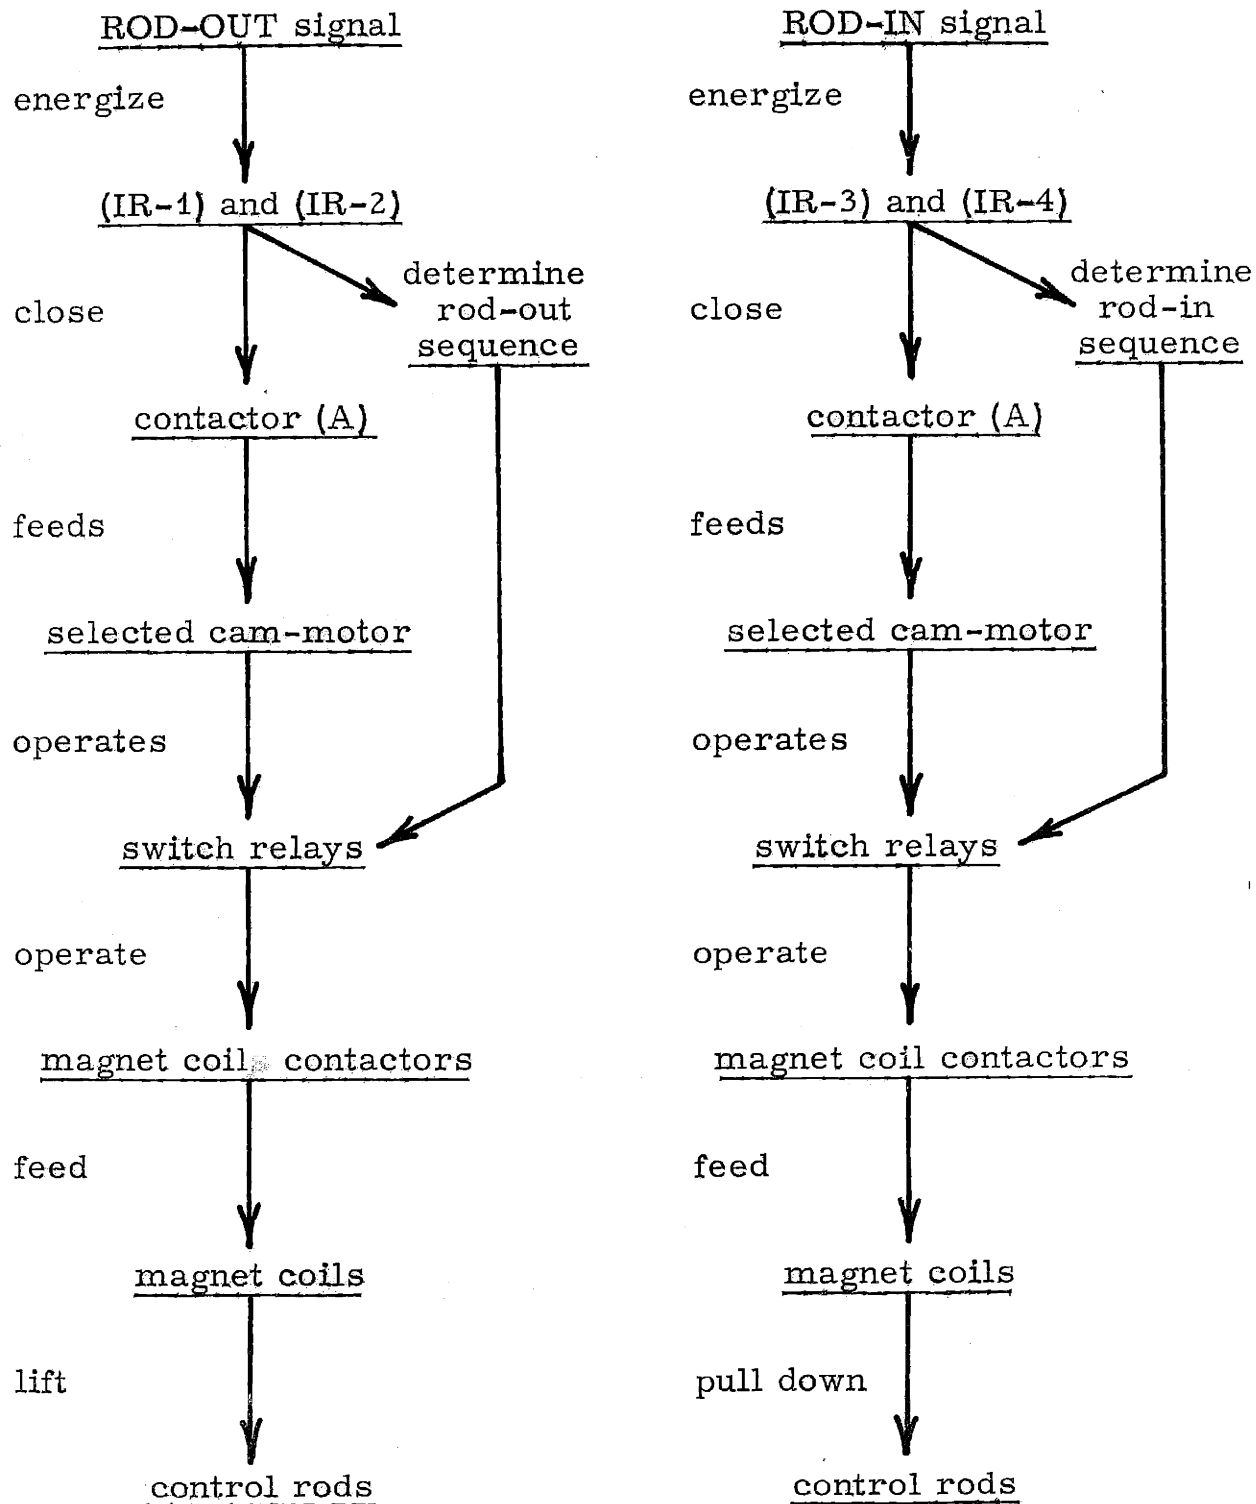 ROD-OUT signal
energize
(IR-1) and (IR-2)
determine
rod-out
sequence
close
contactor (A)
feeds
selected cam-motor
operates
switch relays
operate
magnet coil contactors
feed
magnet coils
lift
control rods
ROD-IN signal
energize
(IR-3) and (IR-4)
determine
rod-in
sequence
close
contactor (A)
feeds
selected cam-motor
operates
switch relays
operate
magnet coil contactors
feed
magnet coils
pull down
control rods